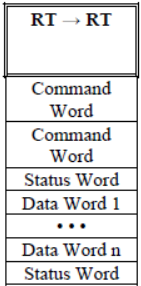 RT → RT
Command
Word
Command
Word
Status Word
Data Word 1
• • •
Data Word n
Status Word